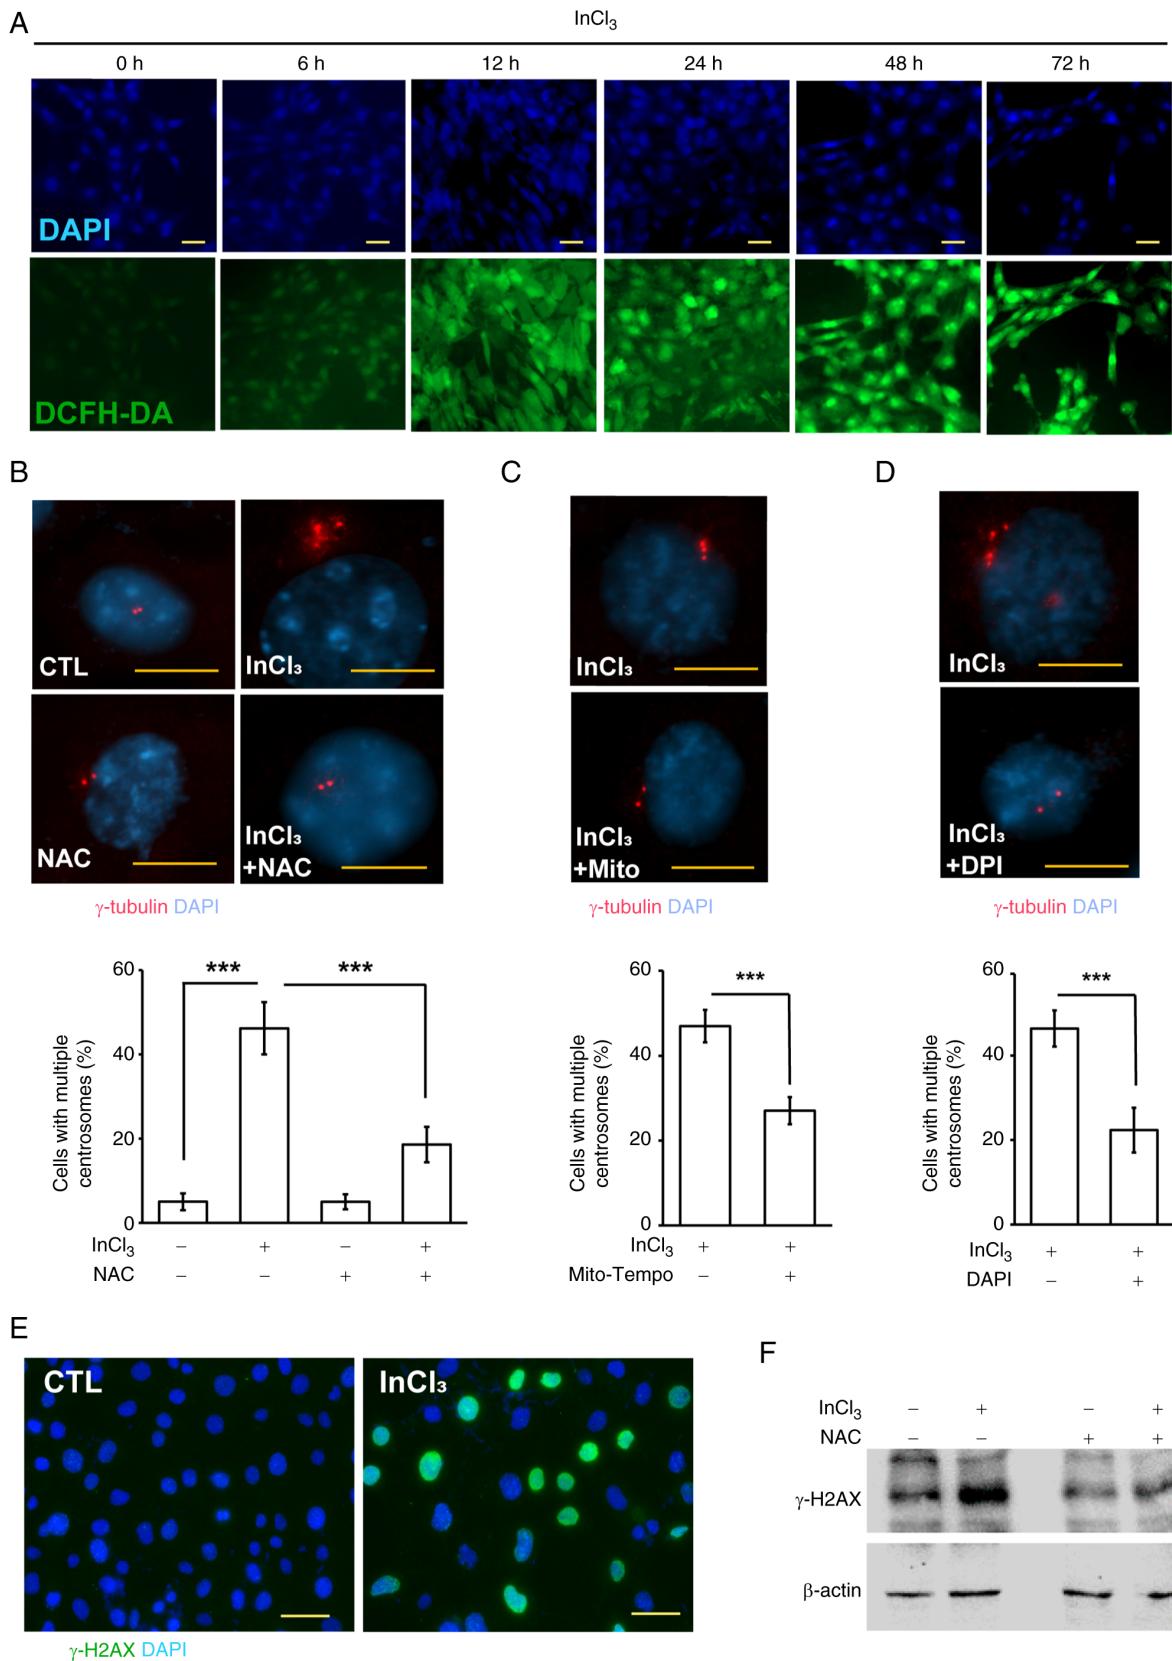 A
InCl₃
0 h 6 h 12 h 24 h 48 h 72 h
DAPI
DCFH-DA
B C D
CTL InCl₃ InCl₃ InCl₃
NAC InCl₃ +NAC InCl₃ +Mito InCl₃ +DPI
γ-tubulin DAPI γ-tubulin DAPI γ-tubulin DAPI
Cells with multiple centrosomes (%)
60
40
20
0
*** ***
InCl₃ – + – +
NAC – – + +
Cells with multiple centrosomes (%)
60
40
20
0
***
InCl₃ + +
Mito-Tempo – +
Cells with multiple centrosomes (%)
60
40
20
0
***
InCl₃ + +
DAPI – +
E
CTL InCl₃
γ-H2AX DAPI
F
InCl₃ – + – +
NAC – – + +
γ-H2AX
β-actin